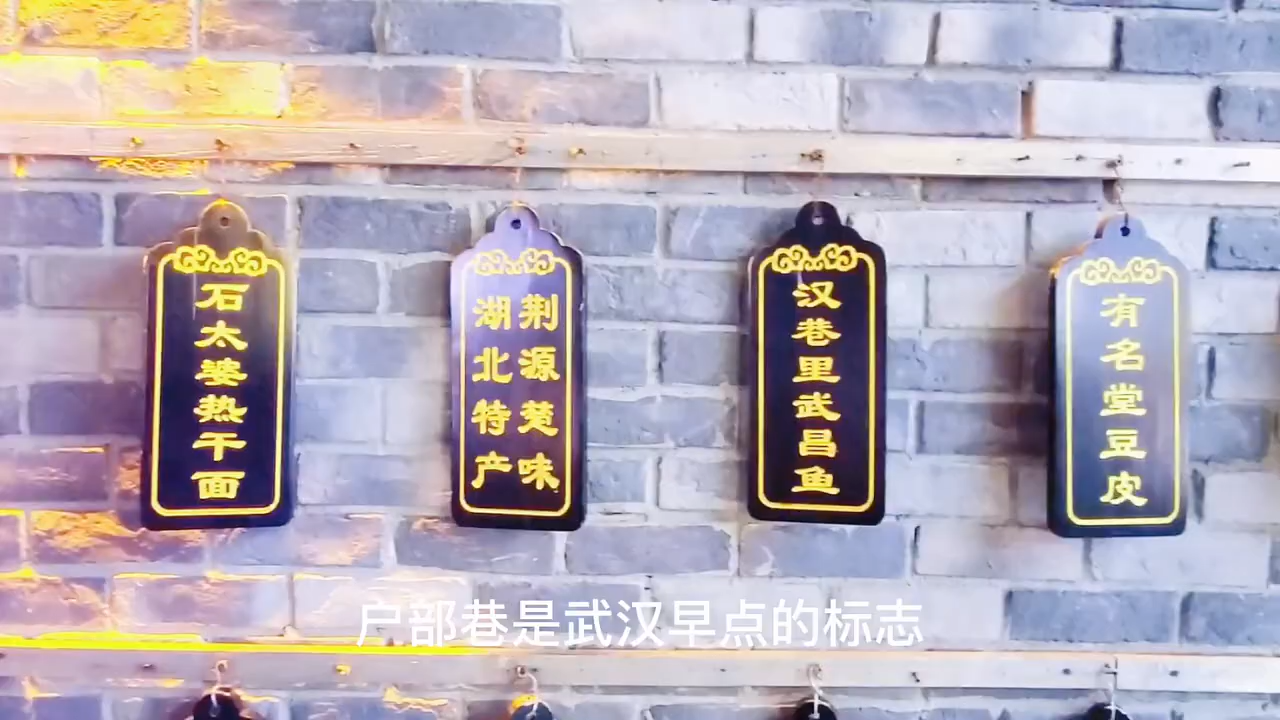 石太婆热干面
荆源楚味
湖北特产
汉巷里武昌鱼
有名堂豆皮
户部巷是武汉早点的标志